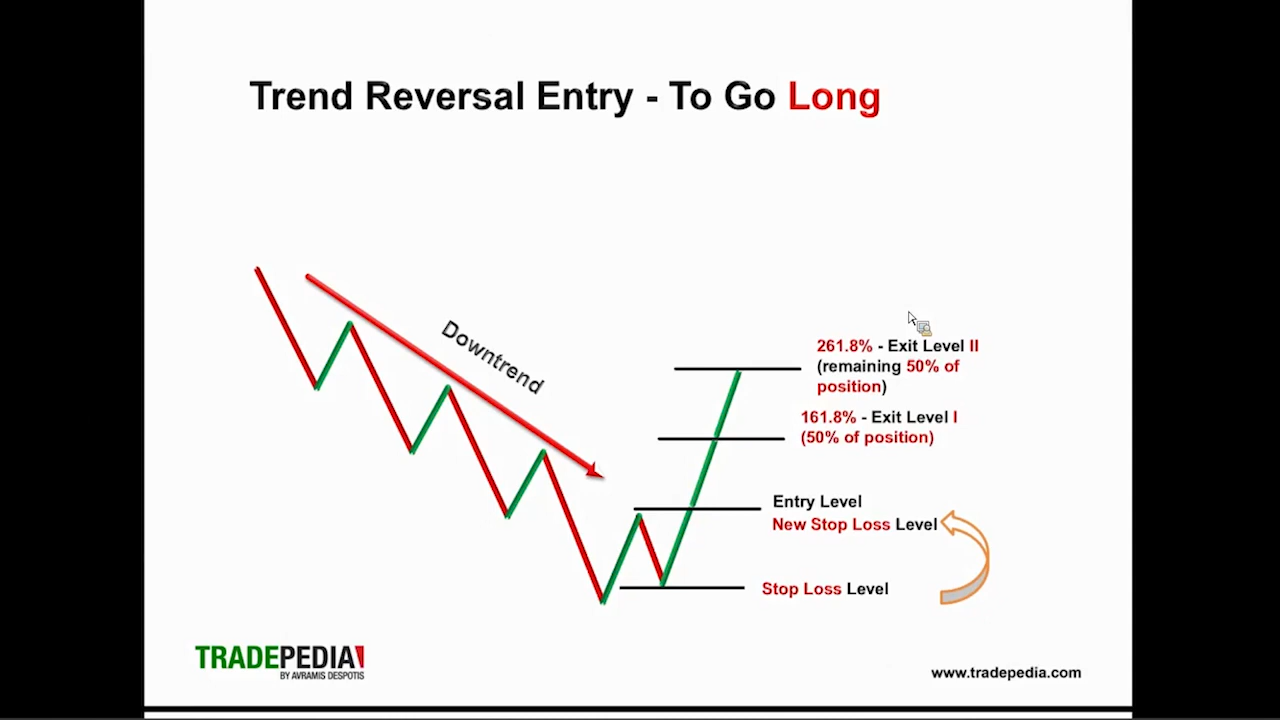 Trend Reversal Entry - To Go Long
Downtrend
261.8% - Exit Level II
(remaining 50% of
position)
161.8% - Exit Level I
(50% of position)
Entry Level
New Stop Loss Level
Stop Loss Level
TRADEPEDIA
BY AVRAMIS DESPOTIS
www.tradepedia.com